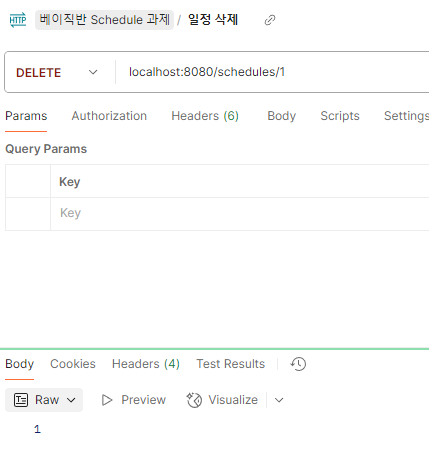 HTTP 베이직반 Schedule 과제 / 일정 삭제
DELETE localhost:8080/schedules/1
Params Authorization Headers (6) Body Scripts Settings
Query Params
Key
Key
Body Cookies Headers (4) Test Results
Raw Preview Visualize
1